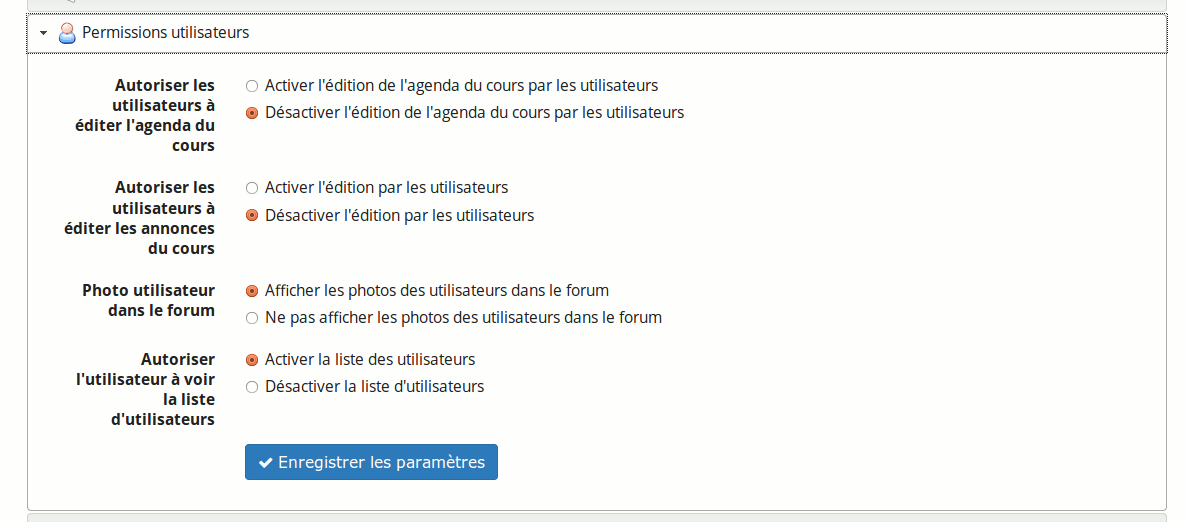 Permissions utilisateurs
Autoriser les
utilisateurs à
éditer l'agenda du
cours
Activer l'édition de l'agenda du cours par les utilisateurs
Désactiver l'édition de l'agenda du cours par les utilisateurs
Autoriser les
utilisateurs à
éditer les annonces
du cours
Activer l'édition par les utilisateurs
Désactiver l'édition par les utilisateurs
Photo utilisateur
dans le forum
Afficher les photos des utilisateurs dans le forum
Ne pas afficher les photos des utilisateurs dans le forum
Autoriser
l'utilisateur à voir
la liste
d'utilisateurs
Activer la liste des utilisateurs
Désactiver la liste d'utilisateurs
Enregistrer les paramètres